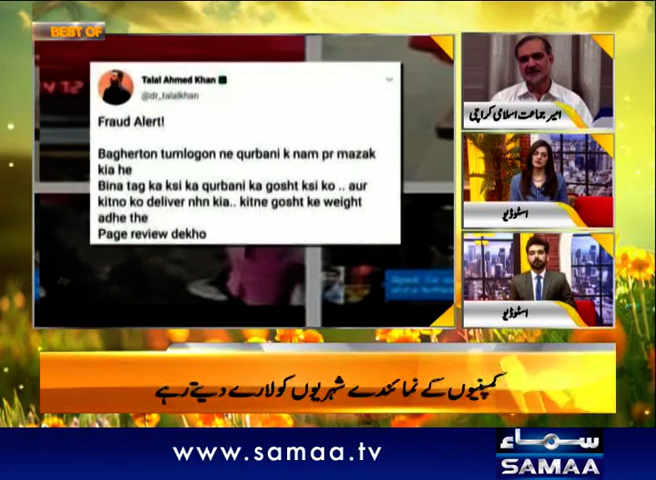 BEST OF
Talal Ahmed Khan
@dr_talalkhan
Fraud Alert!
Bagherton tumlogon ne qurbani k nam pr mazak
kia he
Bina tag ka ksi ka qurbani ka gosht ksi ko .. aur
kitno ko deliver nhn kia.. kitne gosht ke weight
adhe the
Page review dekho
امیر جماعت اسلامی کراچی
اسٹوڈیو
اسٹوڈیو
کمپنیوں کے نمائندے شہریوں کو لارے دیتے رہے
www.samaa.tv
سماء
SAMAA